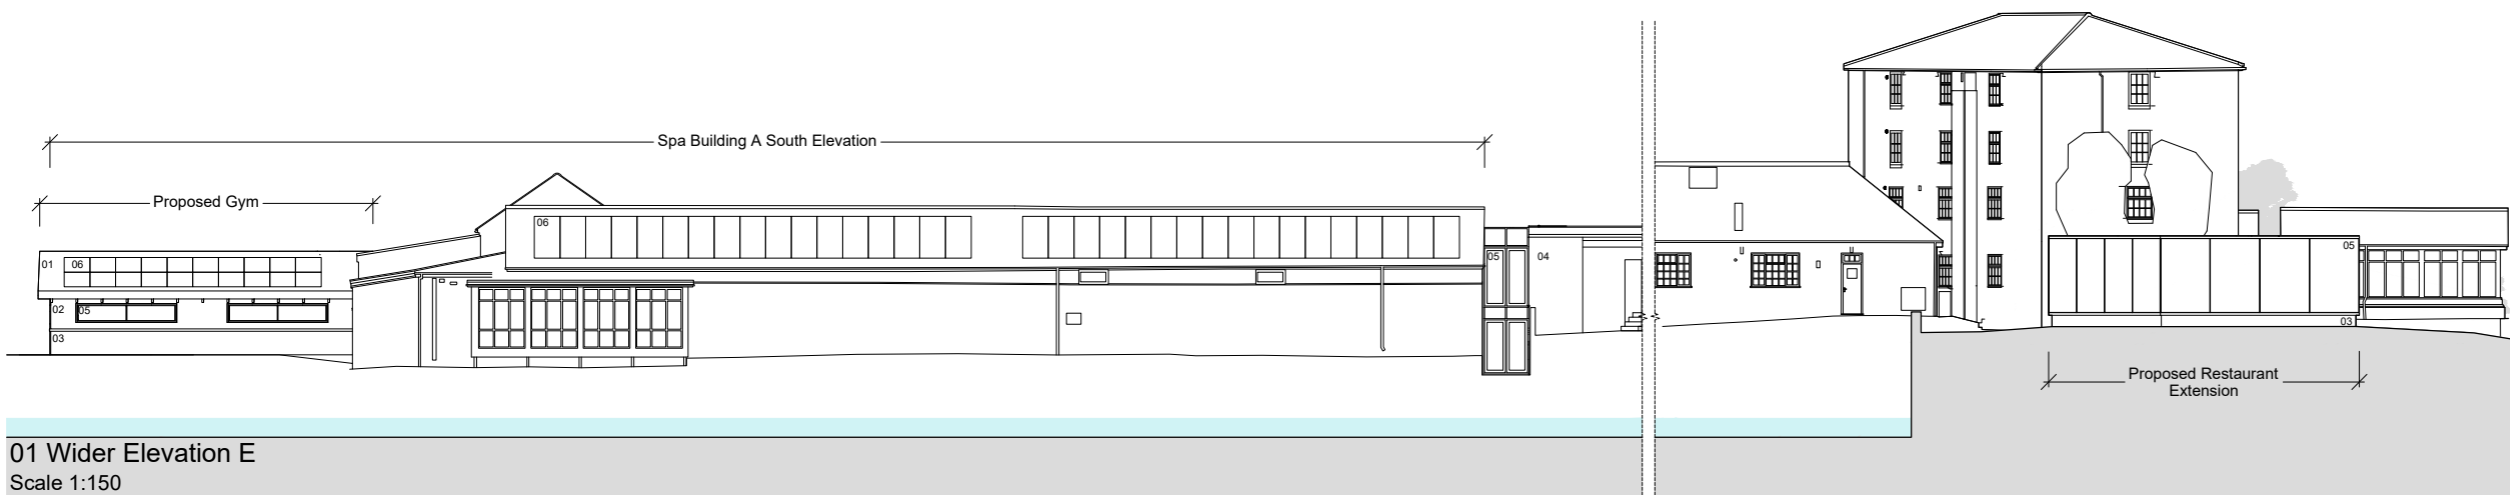 Spa Building A South Elevation
Proposed Gym
06
01
06
02
05
03
05
04
05
03
Proposed Restaurant
Extension
01 Wider Elevation E
Scale 1:150